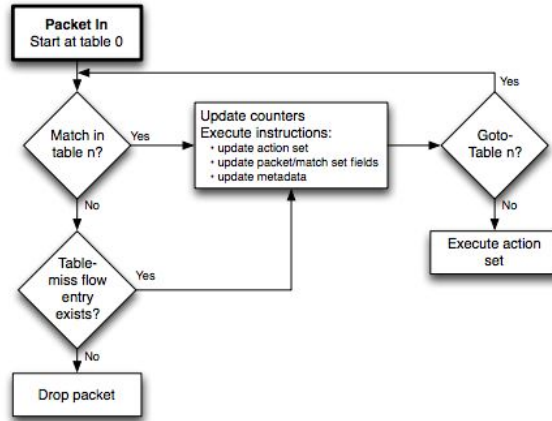 Packet In
Start at table 0
Yes
Match in
table n?
Yes
Update counters
Execute instructions:
• update action set
• update packet/match set fields
• update metadata
Goto-
Table n?
No
No
Execute action
set
Table-
miss flow
entry
exists?
Yes
No
Drop packet